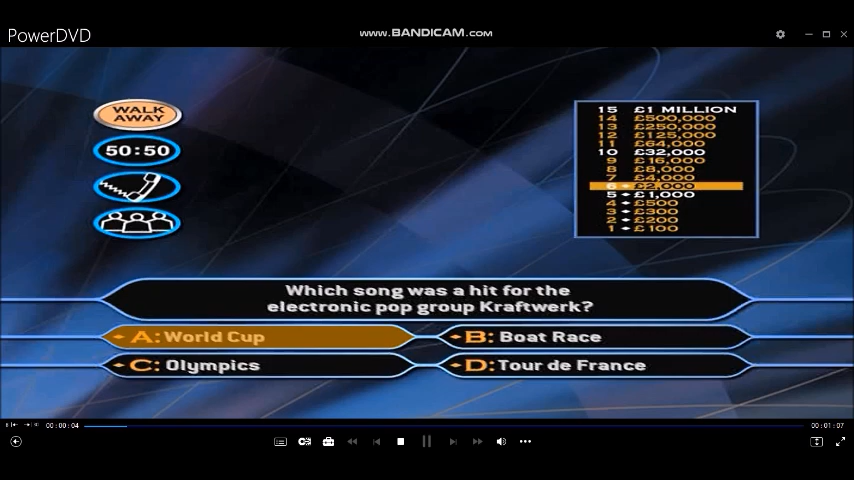 www.BANDICAM.com
PowerDVD
WALK
AWAY
50:50
15 £1 MILLION
14 £500,000
13 £250,000
12 £125,000
11 £64,000
10 £32,000
9 £16,000
8 £8,000
7 £4,000
6 £2,000
5 £1,000
4 £500
3 £300
2 £200
1 £100
Which song was a hit for the
electronic pop group Kraftwerk?
A: World Cup
B: Boat Race
C: Olympics
D: Tour de France
00:00:04
00:01:07